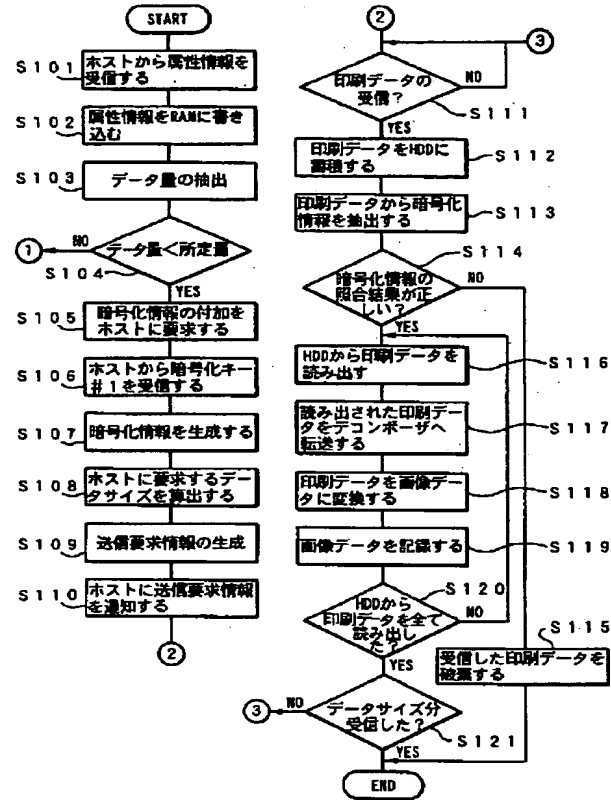 START
S101
ホストから属性情報を
受信する
S102
属性情報をRAMに書き
込む
S103
データ量の抽出
①
NO
データ量<所定量
S104
YES
S105
暗号化情報の付加を
ホストに要求する
S106
ホストから暗号化キー
#1を受信する
S107
暗号化情報を生成する
S108
ホストに要求するデー
タサイズを算出する
S109
送信要求情報の生成
S110
ホストに送信要求情報
を通知する
②
②
③
印刷データの
受信?
NO
S111
YES
印刷データをHDDに
蓄積する
S112
印刷データから暗号化
情報を抽出する
S113
S114
暗号化情報の
照合結果が正
しい?
NO
YES
HDDから印刷データを
読み出す
S116
読み出された印刷デー
タをデコンポーザへ
転送する
S117
印刷データを画像デー
タに変換する
S118
画像データを記録する
S119
S120
HDDから
印刷データを全て
読み出し
た?
NO
YES
S115
受信した印刷データを
破棄する
③
NO
データサイズ分
受信した?
S121
YES
END